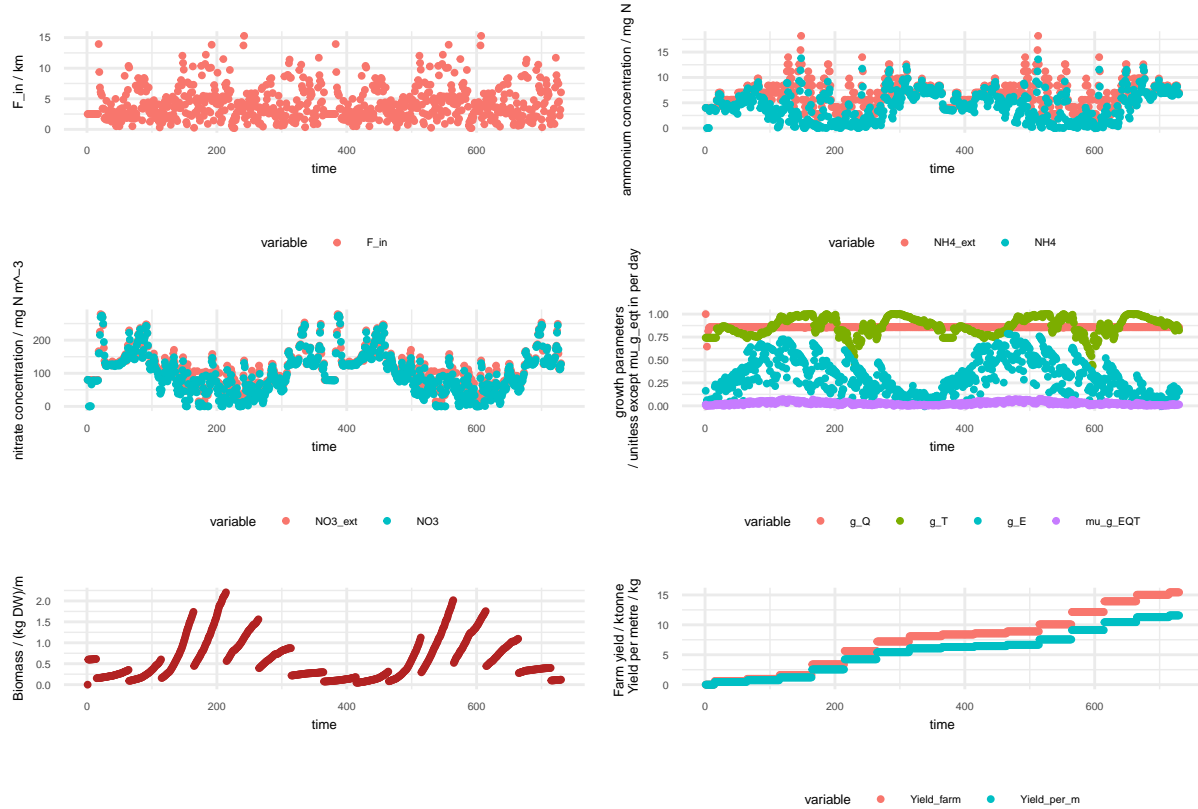 F_in / km
15
10
5
0
0
200
400
600
time
variable
F_in
ammonium concentration / mg N
15
10
5
0
0
200
400
600
time
variable
NH4_ext
NH4
nitrate concentration / mg N m^−3
200
100
0
0
200
400
600
time
variable
NO3_ext
NO3
growth parameters
/ unitless except mu_g_eqt in per day
1.00
0.75
0.50
0.25
0.00
0
200
400
600
time
variable
g_Q
g_T
g_E
mu_g_EQT
Biomass / (kg DW)/m
2.0
1.5
1.0
0.5
0.0
0
200
400
600
time
Farm yield / ktonne
Yield per metre / kg
15
10
5
0
0
200
400
600
time
variable
Yield_farm
Yield_per_m